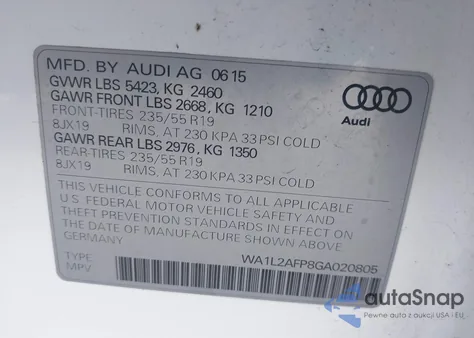 MFD. BY AUDI AG 06 15
GVWR LBS 5423, KG 2460
GAWR FRONT LBS 2668, KG 1210
FRONT-TIRES 235/55 R19
8JX19 RIMS, AT 230 KPA 33 PSI COLD
GAWR REAR LBS 2976, KG 1350
REAR-TIRES 235/55 R19
8JX19 RIMS, AT 230 KPA 33 PSI COLD
Audi
THIS VEHICLE CONFORMS TO ALL APPLICABLE
U.S. FEDERAL MOTOR VEHICLE SAFETY AND
THEFT PREVENTION STANDARDS IN EFFECT ON
THE DATE OF MANUFACTURE SHOWN ABOVE
GERMANY
TYPE
MPV
WA1L2AFP8GA020805
autoSnap
Pewne auta z USA i EU